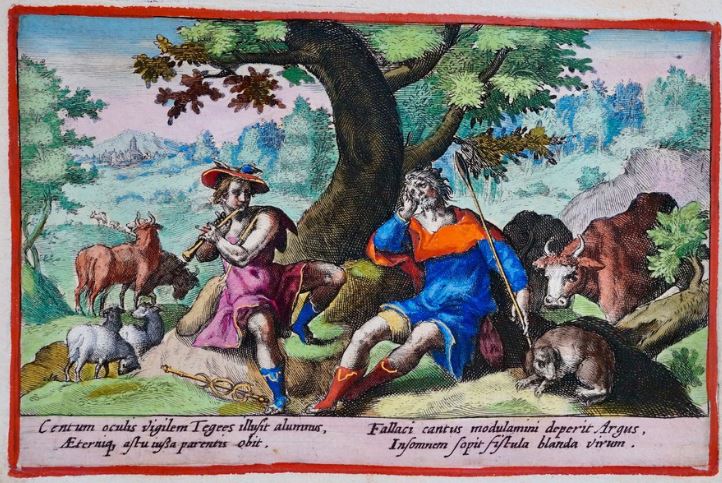 Centum oculis vigilem Tegees illusit alumnus,
Æterniq, astu iussa parentis obit.
Fallaci cantus modulamini deperit Argus,
Insomnem sopit fistula blanda virum.